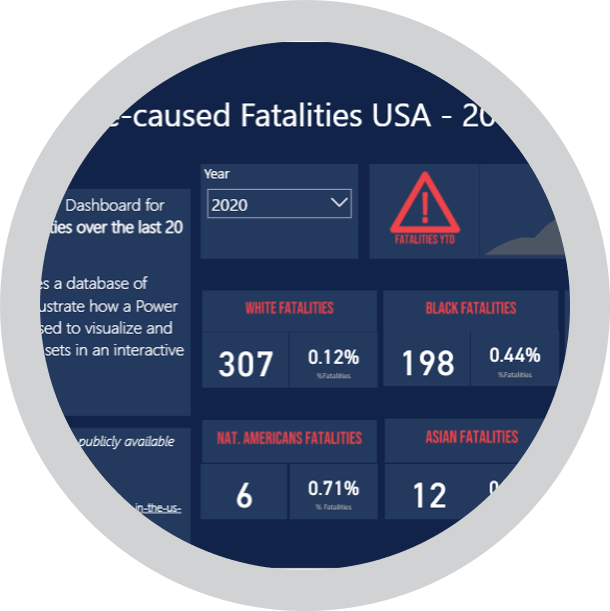 -caused Fatalities USA - 20
Year
2020
Dashboard for
ties over the last 20
es a database of
ustrate how a Power
sed to visualize and
sets in an interactive
publicly available
in-the-us-
FATALITIES YTD
WHITE FATALITIES
307
0.12%
%Fatalities
BLACK FATALITIES
198
0.44%
%Fatalities
NAT. AMERICANS FATALITIES
6
0.71%
% Fatalities
ASIAN FATALITIES
12